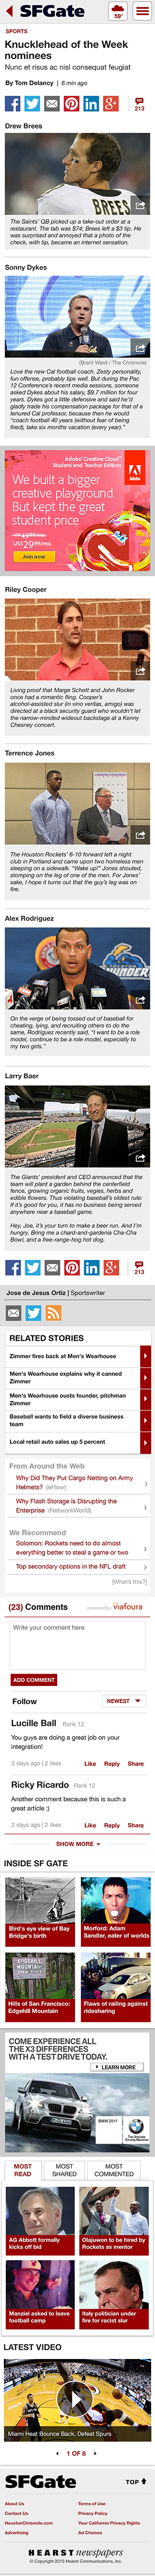 SFGate
59°
SPORTS
Knucklehead of the Week
nominees
Nunc et risus ac nisl consequat feugiat
By Tom Delancy | 6 min ago
213
Drew Brees
BREES
The Saints' QB picked up a take-out order at a
restaurant. The tab was $74; Brees left a $3 tip. He
was surprised and annoyed that a photo of the
check, with tip, became an internet sensation.
Sonny Dykes
(Brant Ward / The Chronicle)
Love the new Cal football coach. Zesty personality,
fun offense, probably tips well. But during the Pac
12 Conference media day confab, someone
asked Dykes about his salary, $9.7 million for four
years. Dykes got a little defensive and said he'd
gladly trade his compensation package for that of a
tenured Cal professor. Dykes pointed out that "a
coach football 740s (without fear of being
fired), take six months vacation (every year)."
Adobe Creative Cloud
Student and Teacher Edition
Adobe
We built a bigger
creative playground.
But kept the great
student price.
US$49.99/mo.
US$29.99/mo.
Join now
Riley Cooper
Living proof that Marge Schott and John Rocker
once had a romantic fling. Cooper's
alcohol-assisted slur (in vino veritas, amigo) was
directed at a black security guard who wouldn't let
the narrow-minded wide out backstage at a Kenny
Chesney concert.
Terrence Jones
The Houston Rockets' 6-10 forward left a night
club in Portland and came upon a homeless man
sleeping on a sidewalk. "Wake up!" Jones shouted,
stomping on the leg of one of the men. For Jones'
sake, I hope it turns out that the guy's leg was on
fire.
Alex Rodriguez
THUNDER
On the verge of being tossed out of baseball for
cheating, lying, and recruiting others to do the
same, Rodriguez recently said, "I want to be a role
model, continue to be a role model, especially to
my two girls."
Larry Baer
The Giants' president and CEO announced that the
team will plant a garden behind the centerfield
fence, growing organic fruits, vegies, herbs and
edible flowers. Thus violating baseball's oldest rule:
If it's good for you, it has no business being served
anywhere near a baseball game.
Hey, Joe, it's your turn to make a beer run. And I'm
hungry. Bring me a chard-and-gardenia Cha-Cha
Bowl, and a free-range hog hot dog.
213
Jose de Jesus Ortiz | Sportswriter
RELATED STORIES
Zimmer fires back at Men's Wearhouse
Men's Wearhouse explains why it canned
Zimmer
Men's Wearhouse ousts founder, pitchman
Zimmer
Baseball wants to field a diverse business
team
Local retail auto sales up 5 percent
From Around the Web
Why Did They Put Cargo Netting on Army
Helmets? (eHow)
Why Flash Storage is Disrupting the
Enterprise (NetworkWorld)
We Recommend
Solomon: Rockets need to do almost
everything better to steal a game or two
Top secondary options in the NFL draft
[What's this?]
(23) Comments
powered by viafoura
Write your comment here
ADD COMMENT
Follow
NEWEST
Lucille Ball Rank 12
You guys are doing a great job on your
integration!
2 days ago | 2 likes Like Reply Share
Ricky Ricardo Rank 12
Another comment because this is such a
great article :)
2 days ago | 2 likes Like Reply Share
SHOW MORE
INSIDE SF GATE
Bird's eye view of Bay
Bridge's birth
Morford: Adam
Sandler, eater of worlds
EDGEHILL
MOUNTAIN
Hills of San Francisco:
Edgehill Mountain
Flaws of railing against
ridesharing
COME EXPERIENCE ALL
THE X3 DIFFERENCES
WITH A TEST DRIVE TODAY.
LEARN MORE
BMW 2011
The Ultimate
Driving Machine
MOST
READ
MOST
SHARED
MOST
COMMENTED
AG Abbott formally
kicks off bid
Olajuwon to be hired by
Rockets as mentor
Manziel asked to leave
football camp
Italy politician under
fire for racist slur
LATEST VIDEO
Miami Heat Bounce Back, Defeat Spurs
1 OF 8
SFGate
TOP
About Us
Terms of Use
Contact Us
Privacy Policy
HoustonChronicle.com
Your California Privacy Rights
Advertising
Ad Choices
HEARST newspapers
© Copyright 2013 Hearst Communications, Inc.